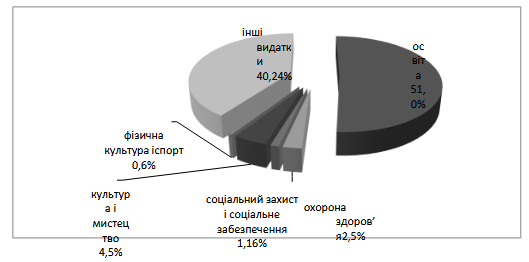 інші
видатк
и
40,24%
ос
віт
а
51,
0%
фізична
культура іспорт
0,6%
культур
а і
мистец
тво
4,5%
соціальний захист
і соціальне
забезпечення
1,16%
охорона
здоров’
я2,5%